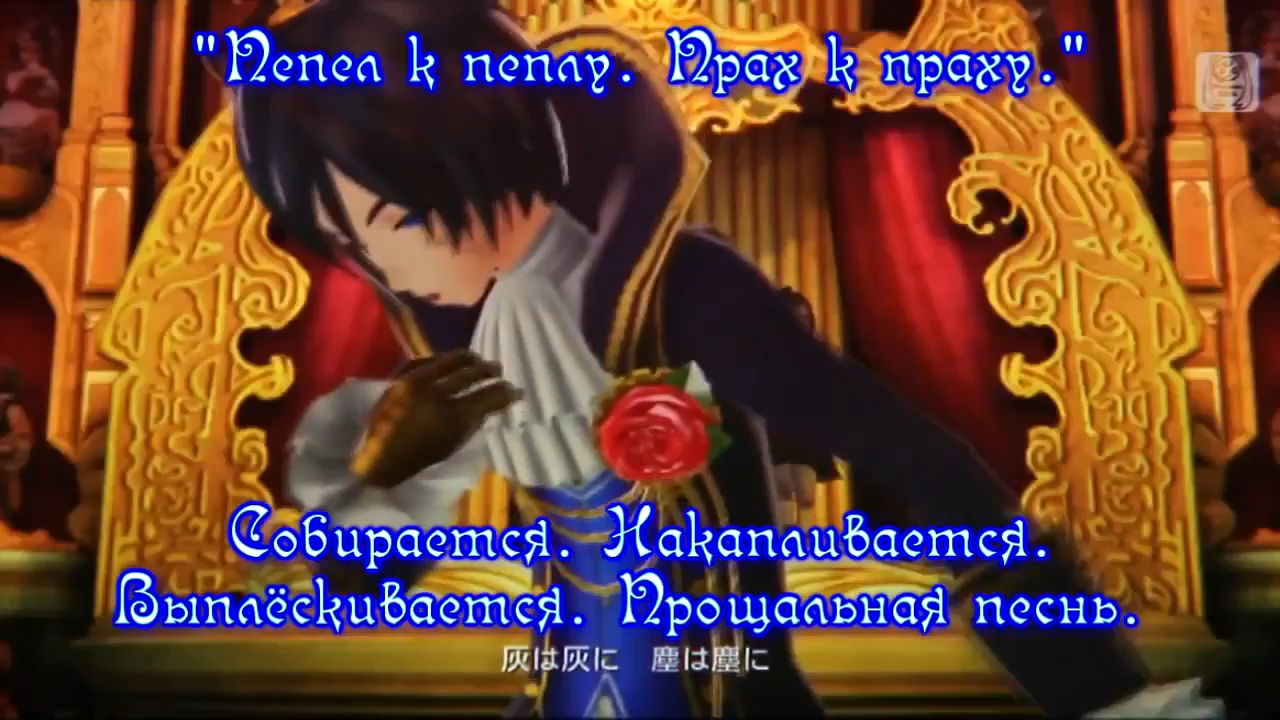 "Пепел к пеплу. Прах к праху."
Собирается. Накапливается.
Выплёскивается. Прощальная песнь.
灰は灰に　塵は塵に